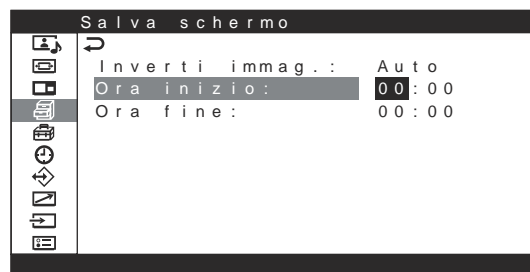 Salva schermo
Inverti immag.: Auto
Ora inizio: 00:00
Ora fine: 00:00